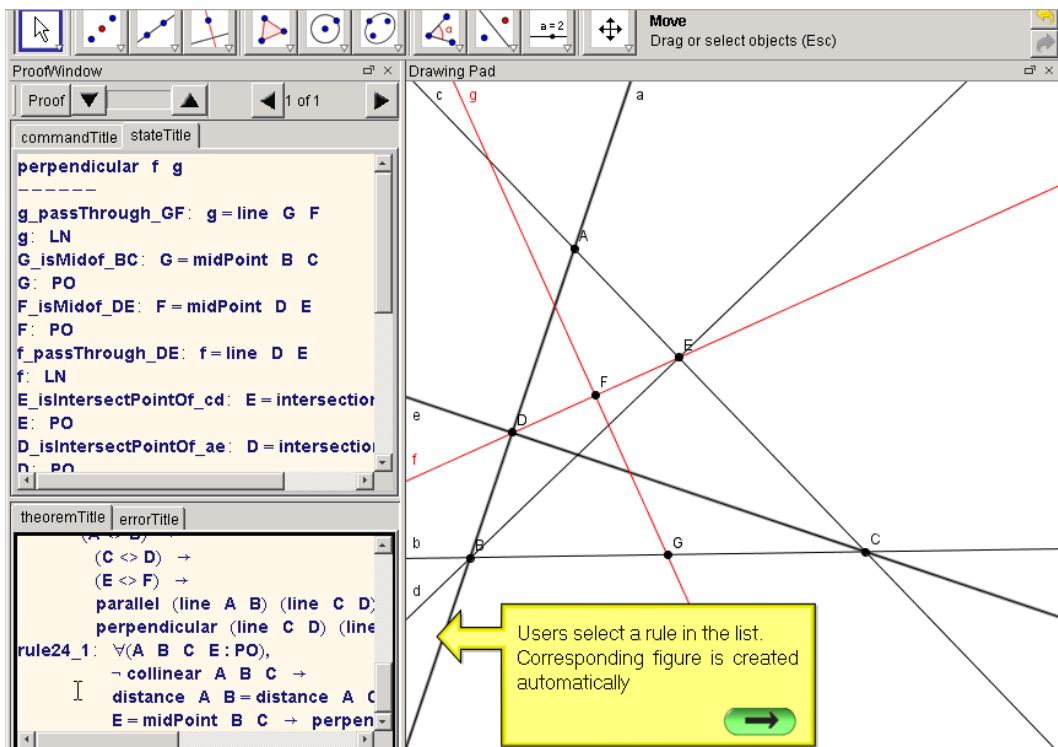 α
a=2
Move
Drag or select objects (Esc)
ProofWindow
Proof
1 of 1
commandTitle stateTitle
perpendicular f g
------
g_passThrough_GF: g=line G F
g: LN
G_isMidof_BC: G=midPoint B C
G: PO
F_isMidof_DE: F=midPoint D E
F: PO
f_passThrough_DE: f=line D E
f: LN
E_isIntersectPointOf_cd: E=intersection
E: PO
D_isIntersectPointOf_ae: D=intersection
D: PO
theoremTitle errorTitle
(A <> B) →
(C <> D) →
(E <> F) →
parallel (line A B) (line C D)
perpendicular (line C D) (line
rule24_1: ∀(A B C E:PO),
¬ collinear A B C →
distance A B=distance A C
E=midPoint B C → perpen
Drawing Pad
c
g
a
A
E
F
e
D
f
b
B
G
C
d
Users select a rule in the list.
Corresponding figure is created
automatically